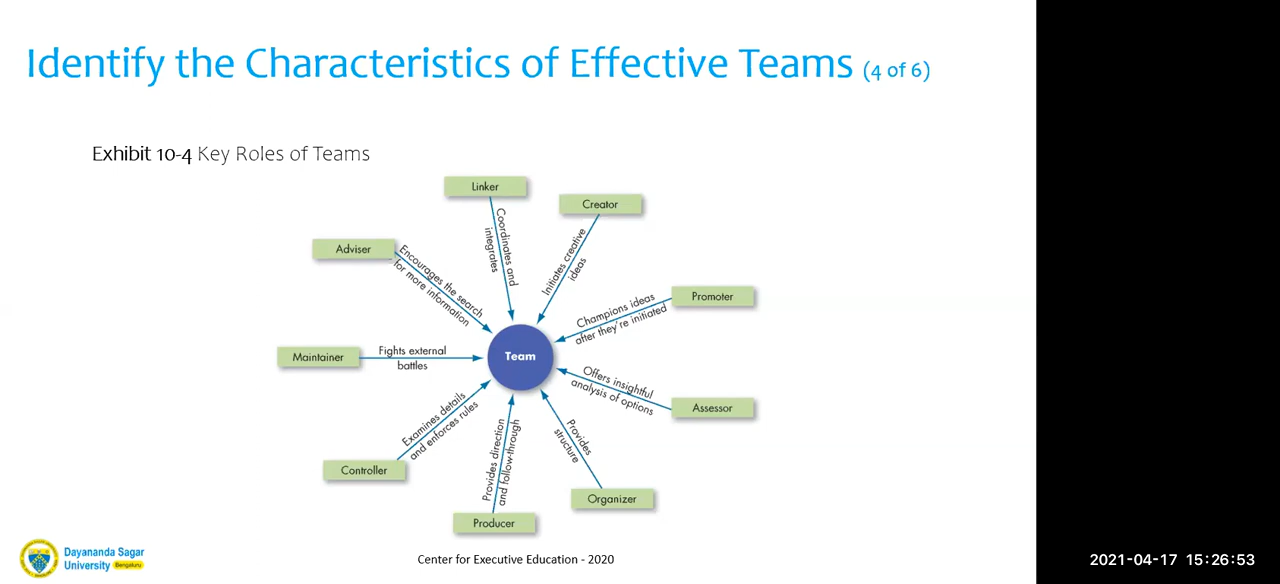 Identify the Characteristics of Effective Teams (4 of 6)
Exhibit 10-4 Key Roles of Teams
Linker
Coordinates and
integrates
Creator
Initiates creative
ideas
Adviser
Encourages the search
for more information
Promoter
Champions ideas
after they're initiated
Maintainer
Fights external
battles
Team
Assessor
Offers insightful
analysis of options
Controller
Examines details
and enforces rules
Producer
Provides direction
and follow-through
Organizer
Provides
structure
Dayananda Sagar
University Bengaluru
Center for Executive Education - 2020
2021-04-17 15:26:53